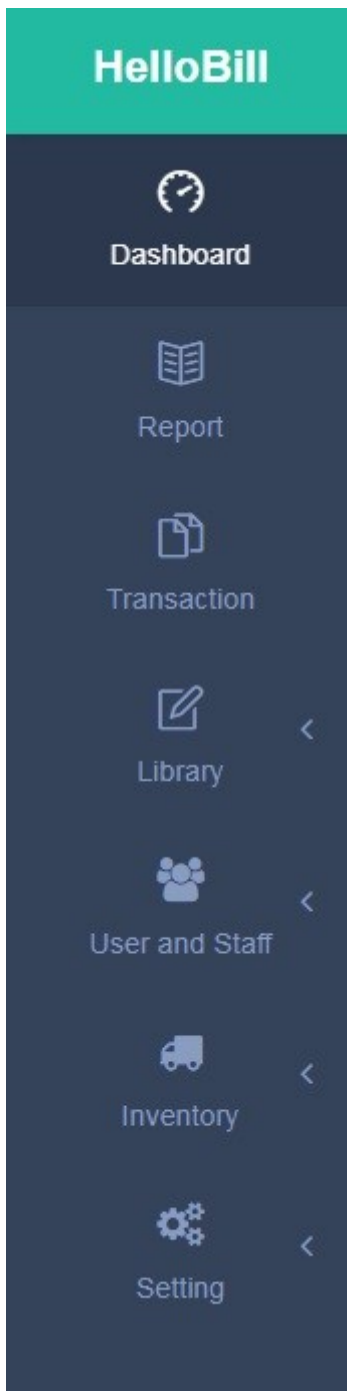 HelloBill
Dashboard
Report
Transaction
Library
User and Staff
Inventory
Setting